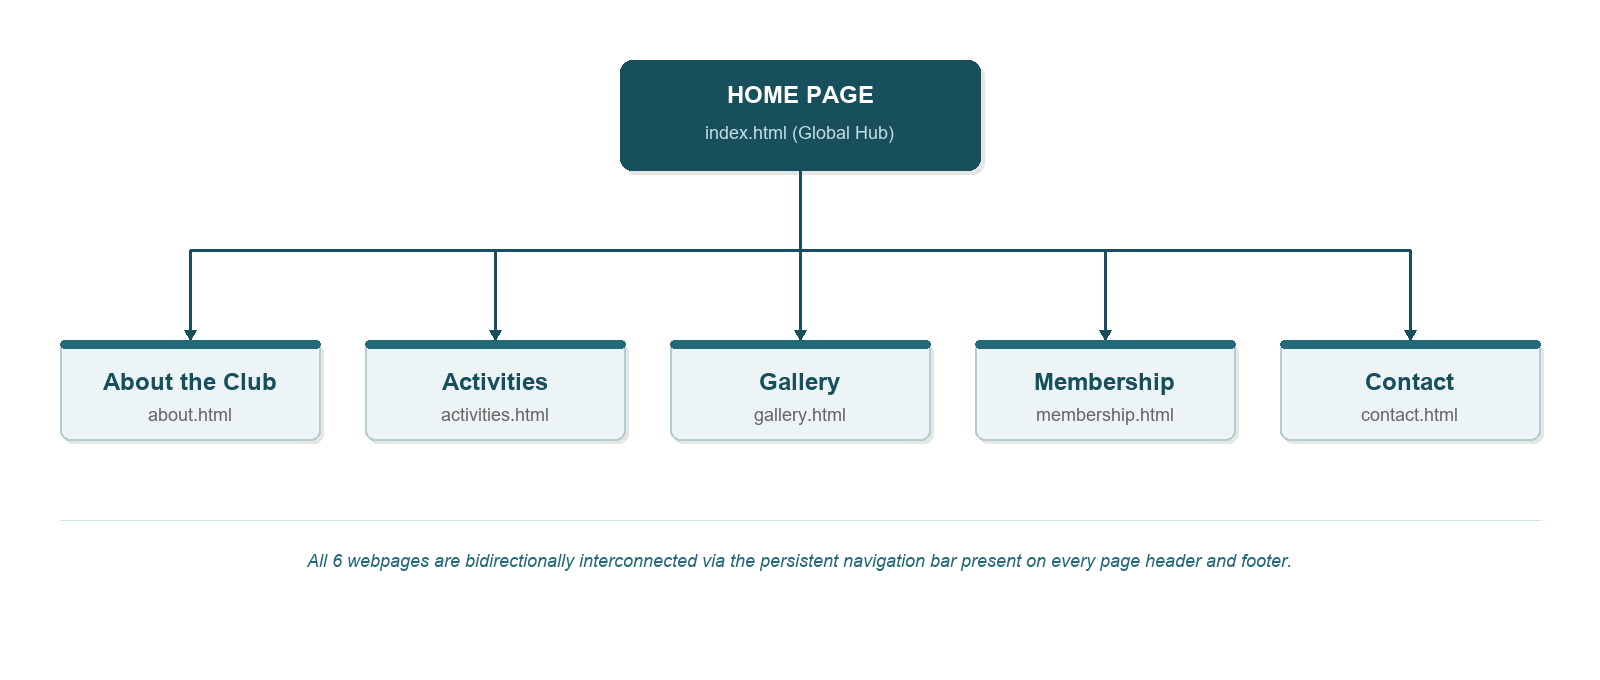 HOME PAGE
index.html (Global Hub)
About the Club
about.html
Activities
activities.html
Gallery
gallery.html
Membership
membership.html
Contact
contact.html
All 6 webpages are bidirectionally interconnected via the persistent navigation bar present on every page header and footer.